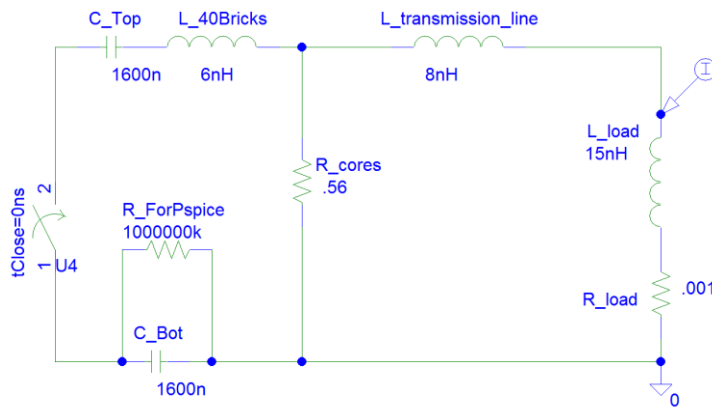 C_Top
L_40Bricks
L_transmission_line
1600n
6nH
8nH
I
L_load
15nH
R_cores
.56
tClose=0ns
2
1
U4
R_ForPspice
1000000k
R_load
.001
C_Bot
1600n
0